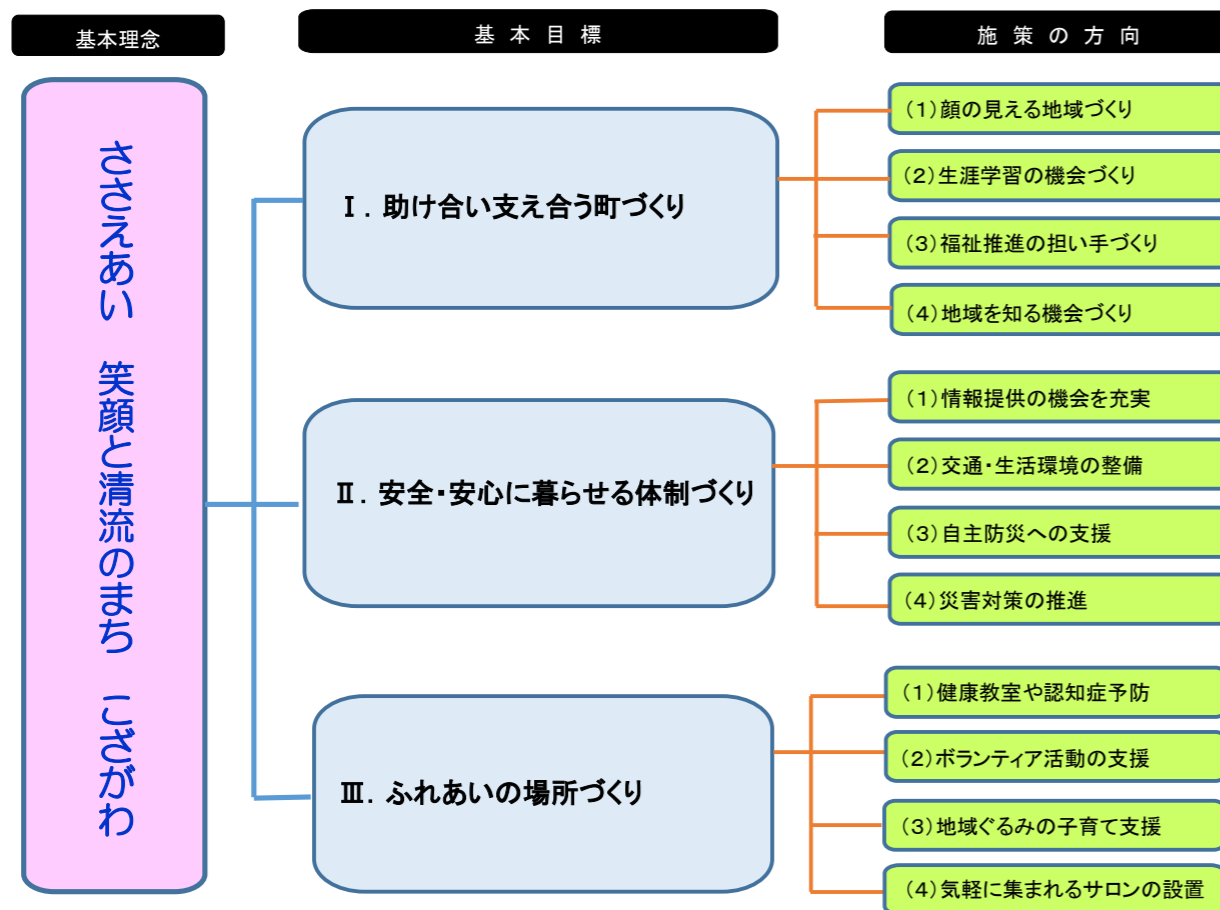 基本理念
基本目標
施策の方向
ささえあい　笑顔と清流のまち　こざがわ
Ⅰ．助け合い支え合う町づくり
（1）顔の見える地域づくり
（2）生涯学習の機会づくり
（3）福祉推進の担い手づくり
（4）地域を知る機会づくり
Ⅱ．安全・安心に暮らせる体制づくり
（1）情報提供の機会を充実
（2）交通・生活環境の整備
（3）自主防災への支援
（4）災害対策の推進
Ⅲ．ふれあいの場所づくり
（1）健康教室や認知症予防
（2）ボランティア活動の支援
（3）地域ぐるみの子育て支援
（4）気軽に集まれるサロンの設置